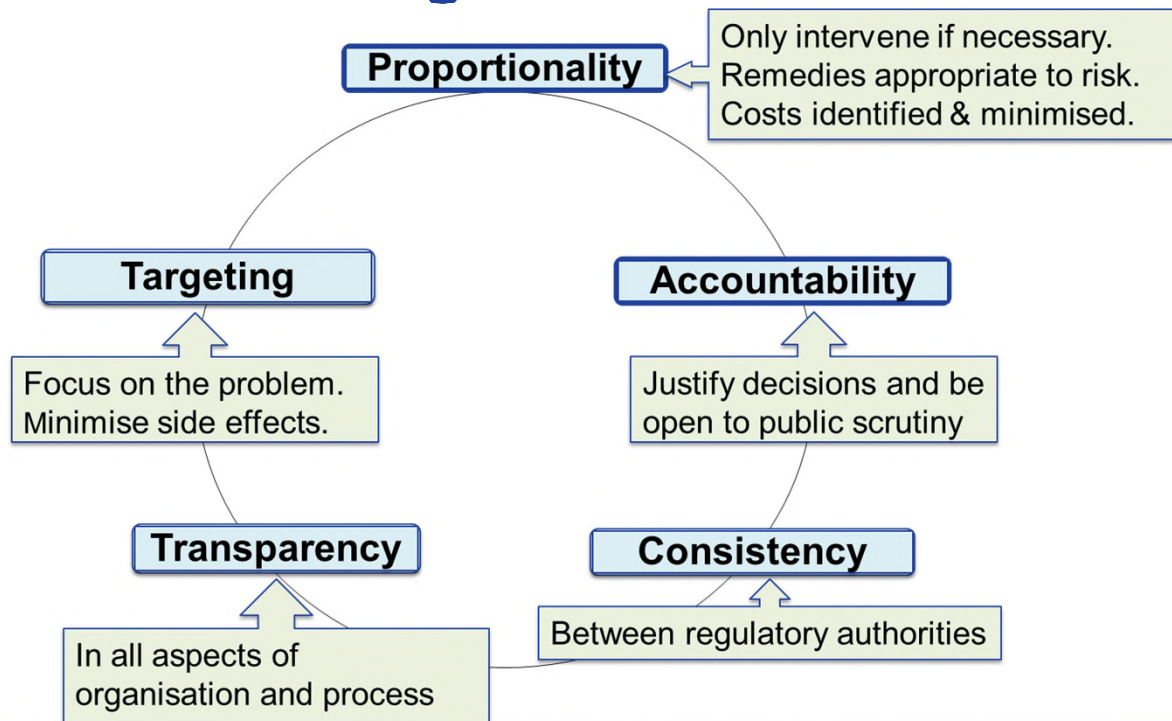 Proportionality
Only intervene if necessary.
Remedies appropriate to risk.
Costs identified & minimised.
Targeting
Focus on the problem.
Minimise side effects.
Accountability
Justify decisions and be
open to public scrutiny
Transparency
In all aspects of
organisation and process
Consistency
Between regulatory authorities